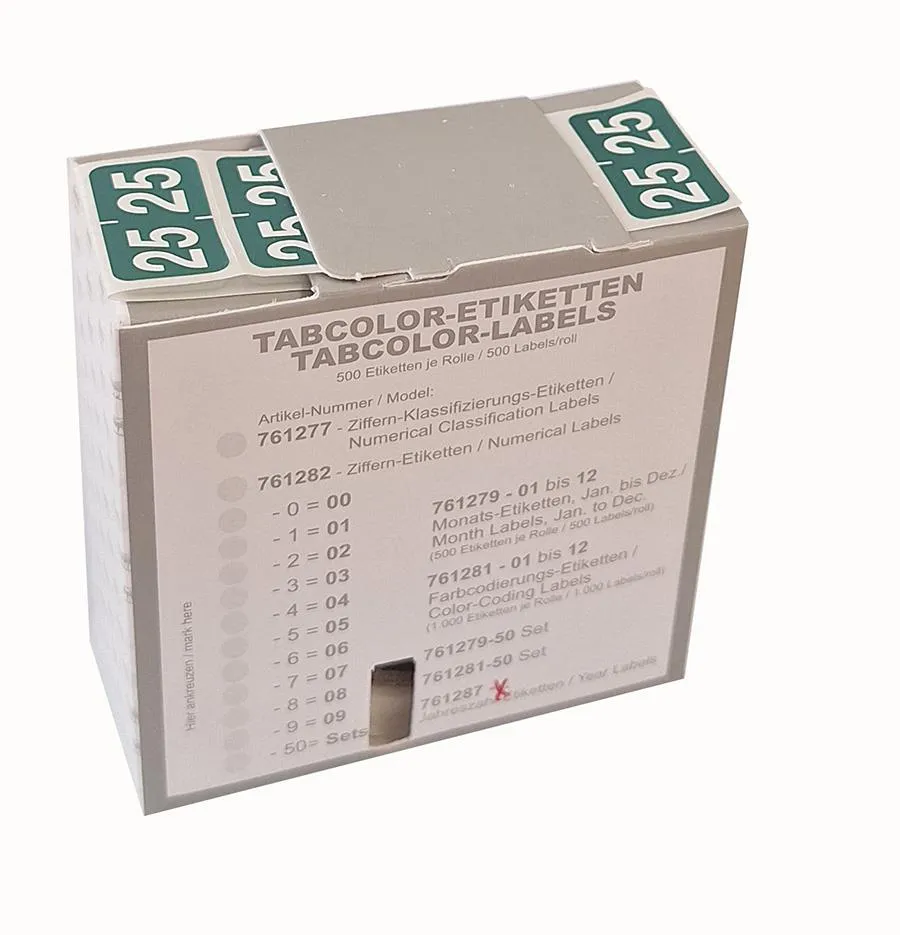 25 25
25 25
25 25
TABCOLOR-ETIKETTEN
TABCOLOR-LABELS
500 Etiketten je Rolle / 500 Labels/roll
Artikel-Nummer / Model:
761277 - Ziffern-Klassifizierungs-Etiketten /
Numerical Classification Labels
761282 - Ziffern-Etiketten / Numerical Labels
- 0 = 00
- 1 = 01
- 2 = 02
- 3 = 03
- 4 = 04
- 5 = 05
- 6 = 06
- 7 = 07
- 8 = 08
- 9 = 09
- 50= Sets
761279 - 01 bis 12
Monats-Etiketten, Jan. bis Dez./
Month Labels, Jan. to Dec.
(500 Etiketten je Rolle / 500 Labels/roll)
761281 - 01 bis 12
Farbcodierungs-Etiketten /
Color-Coding Labels
(1.000 Etiketten je Rolle / 1.000 Labels/roll)
761279-50 Set
761281-50 Set
761287 -
/ Year Labels
Hier ankreuzen / mark here